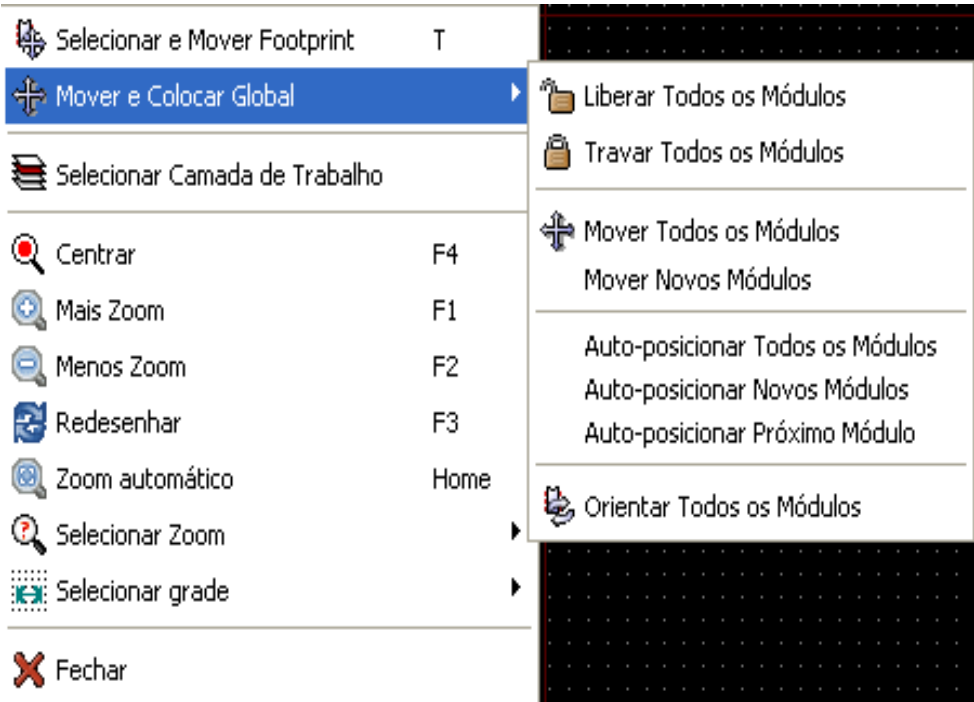 Selecionar e Mover Footprint T
Mover e Colocar Global
Selecionar Camada de Trabalho
Centrar F4
Mais Zoom F1
Menos Zoom F2
Redesenhar F3
Zoom automático Home
Selecionar Zoom
Selecionar grade
Fechar
Liberar Todos os Módulos
Travar Todos os Módulos
Mover Todos os Módulos
Mover Novos Módulos
Auto-posicionar Todos os Módulos
Auto-posicionar Novos Módulos
Auto-posicionar Próximo Módulo
Orientar Todos os Módulos